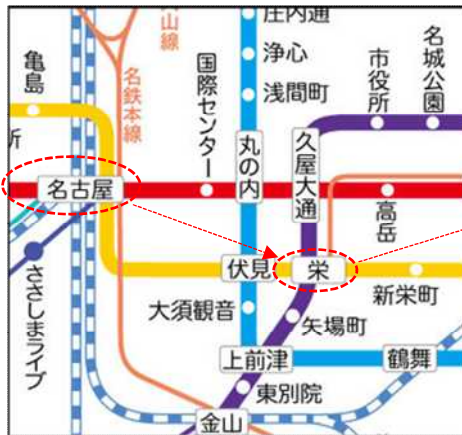 庄内通
山線
浄心
浅間町
亀島
名鉄本線
国際センター
丸の内
久屋大通
市役所
名城公園
所
名古屋
高岳
ささしまライブ
伏見
栄
新栄町
大須観音
矢場町
上前津
鶴舞
東別院
金山